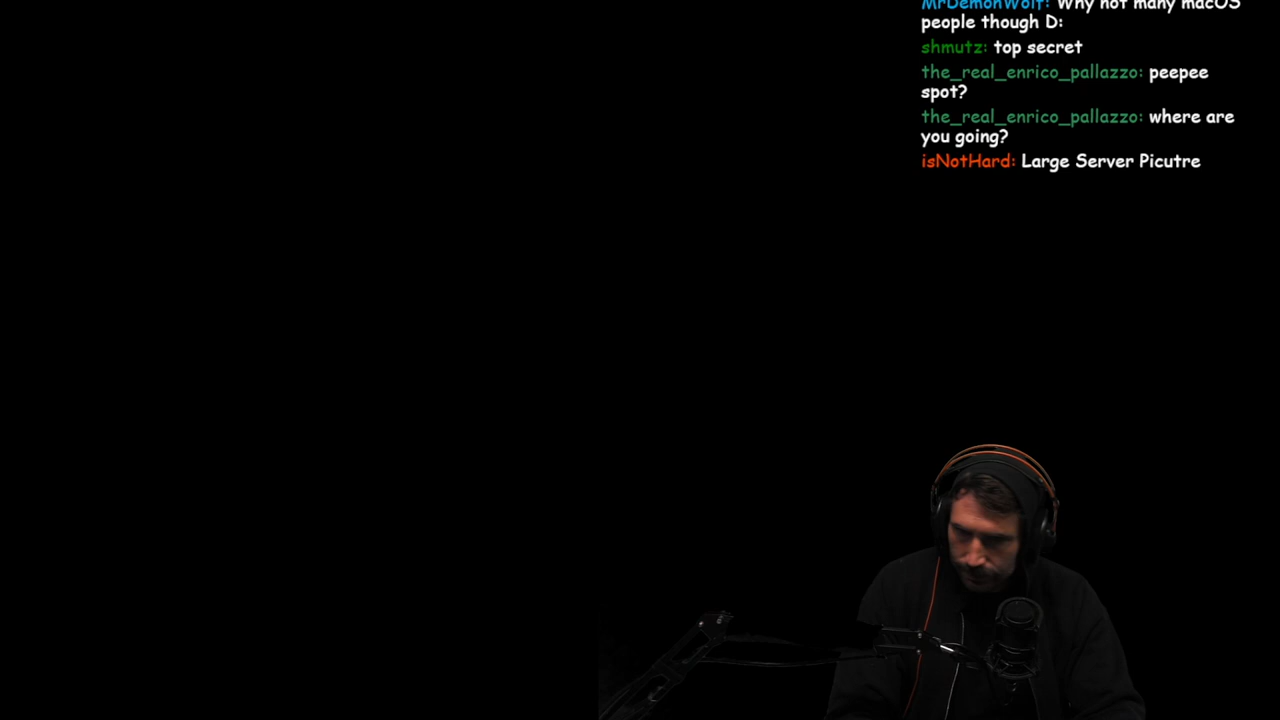 MrDemonWolf: Why not many macOS
people though D:
shmutz: top secret
the_real_enrico_pallazzo: peepee
spot?
the_real_enrico_pallazzo: where are
you going?
isNotHard: Large Server Picutre